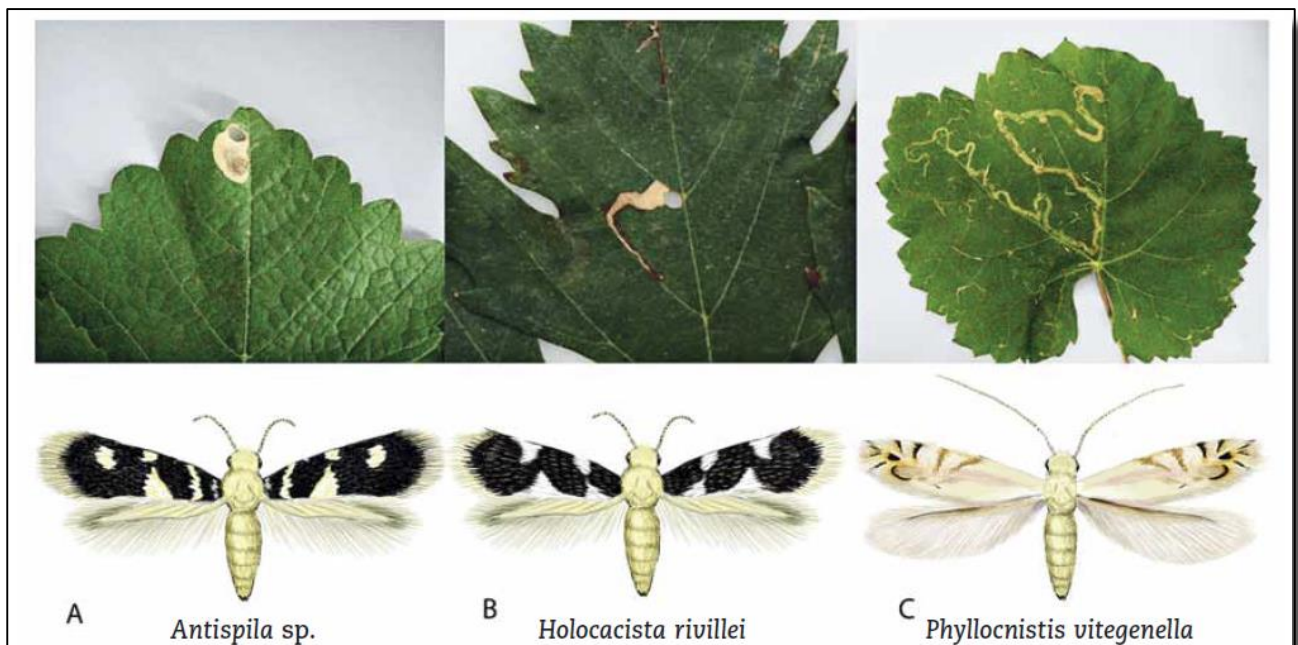 A
Antispila sp.
B
Holocacista rivillei
C
Phyllocnistis vitegenella